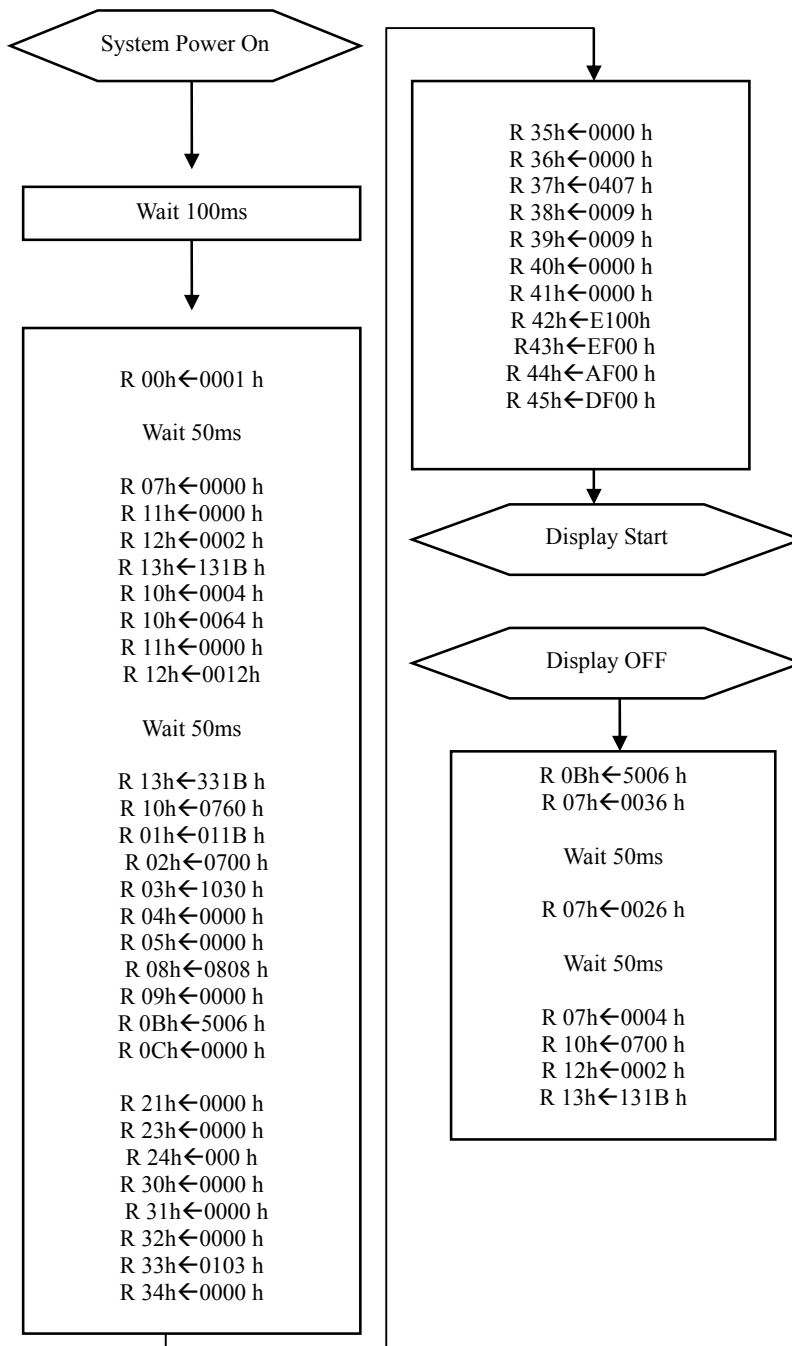 System Power On
Wait 100ms
R 00h←0001 h
Wait 50ms
R 07h←0000 h
R 11h←0000 h
R 12h←0002 h
R 13h←131B h
R 10h←0004 h
R 10h←0064 h
R 11h←0000 h
R 12h←0012h
Wait 50ms
R 13h←331B h
R 10h←0760 h
R 01h←011B h
R 02h←0700 h
R 03h←1030 h
R 04h←0000 h
R 05h←0000 h
R 08h←0808 h
R 09h←0000 h
R 0Bh←5006 h
R 0Ch←0000 h
R 21h←0000 h
R 23h←0000 h
R 24h←000 h
R 30h←0000 h
R 31h←0000 h
R 32h←0000 h
R 33h←0103 h
R 34h←0000 h
R 35h←0000 h
R 36h←0000 h
R 37h←0407 h
R 38h←0009 h
R 39h←0009 h
R 40h←0000 h
R 41h←0000 h
R 42h←E100h
R43h←EF00 h
R 44h←AF00 h
R 45h←DF00 h
Display Start
Display OFF
R 0Bh←5006 h
R 07h←0036 h
Wait 50ms
R 07h←0026 h
Wait 50ms
R 07h←0004 h
R 10h←0700 h
R 12h←0002 h
R 13h←131B h